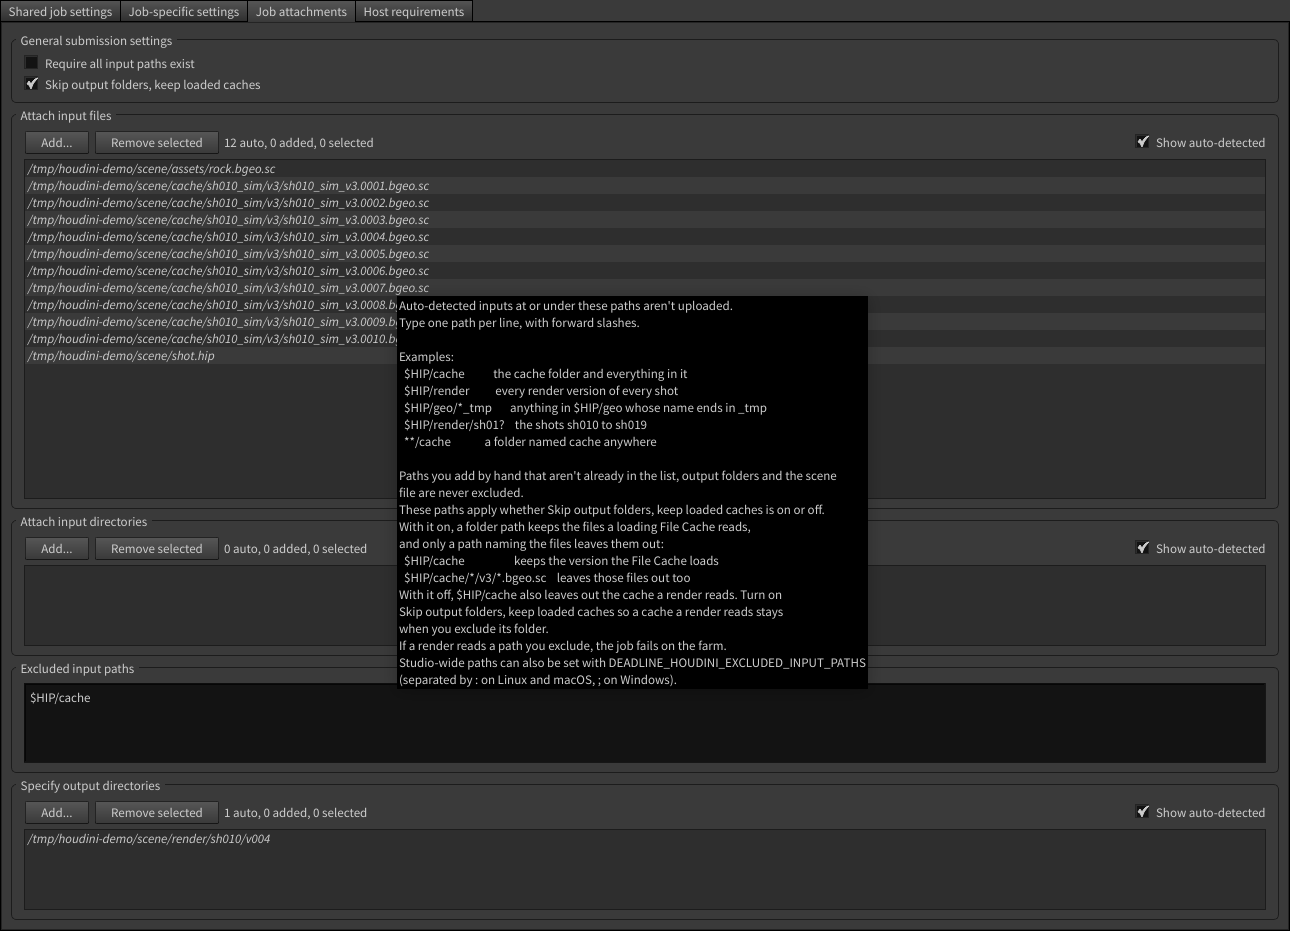 Shared job settings Job-specific settings Job attachments Host requirements
General submission settings
Require all input paths exist
Skip output folders, keep loaded caches
Attach input files
Add... Remove selected 12 auto, 0 added, 0 selected Show auto-detected
/tmp/houdini-demo/scene/assets/rock.bgeo.sc
/tmp/houdini-demo/scene/cache/sh010_sim/v3/sh010_sim_v3.0001.bgeo.sc
/tmp/houdini-demo/scene/cache/sh010_sim/v3/sh010_sim_v3.0002.bgeo.sc
/tmp/houdini-demo/scene/cache/sh010_sim/v3/sh010_sim_v3.0003.bgeo.sc
/tmp/houdini-demo/scene/cache/sh010_sim/v3/sh010_sim_v3.0004.bgeo.sc
/tmp/houdini-demo/scene/cache/sh010_sim/v3/sh010_sim_v3.0005.bgeo.sc
/tmp/houdini-demo/scene/cache/sh010_sim/v3/sh010_sim_v3.0006.bgeo.sc
/tmp/houdini-demo/scene/cache/sh010_sim/v3/sh010_sim_v3.0007.bgeo.sc
/tmp/houdini-demo/scene/cache/sh010_sim/v3/sh010_sim_v3.0008.b
/tmp/houdini-demo/scene/cache/sh010_sim/v3/sh010_sim_v3.0009.b
/tmp/houdini-demo/scene/cache/sh010_sim/v3/sh010_sim_v3.0010.b
/tmp/houdini-demo/scene/shot.hip
Auto-detected inputs at or under these paths aren't uploaded.
Type one path per line, with forward slashes.
Examples:
$HIP/cache the cache folder and everything in it
$HIP/render every render version of every shot
$HIP/geo/*_tmp anything in $HIP/geo whose name ends in _tmp
$HIP/render/sh01? the shots sh010 to sh019
**/cache a folder named cache anywhere
Paths you add by hand that aren't already in the list, output folders and the scene
file are never excluded.
These paths apply whether Skip output folders, keep loaded caches is on or off.
With it on, a folder path keeps the files a loading File Cache reads,
and only a path naming the files leaves them out:
$HIP/cache keeps the version the File Cache loads
$HIP/cache/*/v3/*.bgeo.sc leaves those files out too
With it off, $HIP/cache also leaves out the cache a render reads. Turn on
Skip output folders, keep loaded caches so a cache a render reads stays
when you exclude its folder.
If a render reads a path you exclude, the job fails on the farm.
Studio-wide paths can also be set with DEADLINE_HOUDINI_EXCLUDED_INPUT_PATHS
(separated by : on Linux and macOS, ; on Windows).
Attach input directories
Add... Remove selected 0 auto, 0 added, 0 selected Show auto-detected
Excluded input paths
$HIP/cache
Specify output directories
Add... Remove selected 1 auto, 0 added, 0 selected Show auto-detected
/tmp/houdini-demo/scene/render/sh010/v004